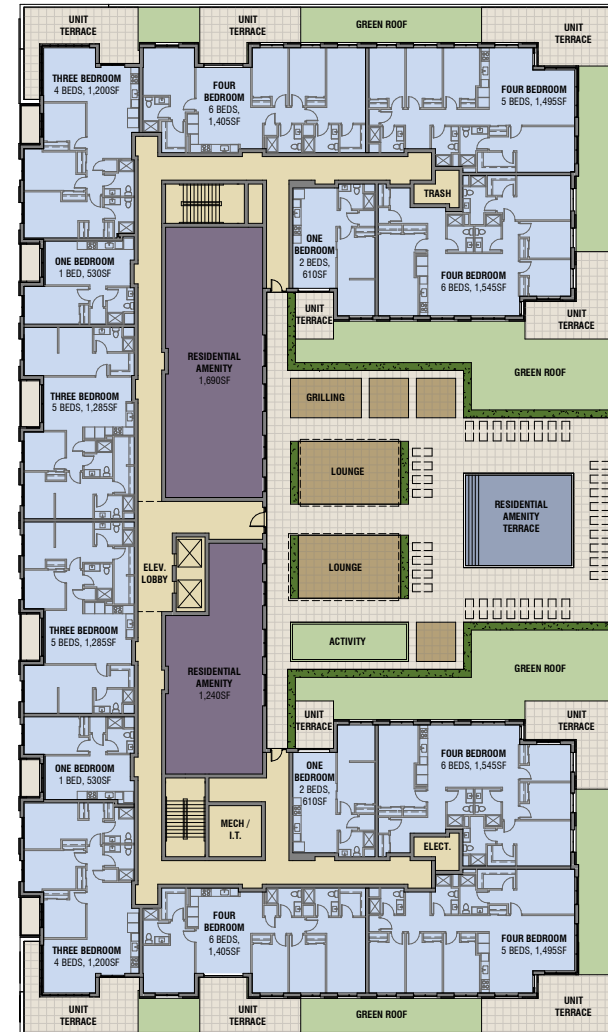 UNIT
TERRACE
UNIT
TERRACE
GREEN ROOF
UNIT
TERRACE
THREE BEDROOM
4 BEDS, 1,200SF
FOUR
BEDROOM
6 BEDS,
1,405SF
FOUR BEDROOM
5 BEDS, 1,495SF
TRASH
ONE
BEDROOM
2 BEDS,
610SF
FOUR BEDROOM
6 BEDS, 1,545SF
ONE BEDROOM
1 BED, 530SF
UNIT
TERRACE
UNIT
TERRACE
RESIDENTIAL
AMENITY
1,690SF
GREEN ROOF
THREE BEDROOM
5 BEDS, 1,285SF
GRILLING
LOUNGE
RESIDENTIAL
AMENITY
TERRACE
ELEV.
LOBBY
LOUNGE
THREE BEDROOM
5 BEDS, 1,285SF
ACTIVITY
RESIDENTIAL
AMENITY
1,240SF
GREEN ROOF
UNIT
TERRACE
UNIT
TERRACE
ONE BEDROOM
1 BED, 530SF
ONE
BEDROOM
2 BEDS,
610SF
FOUR BEDROOM
6 BEDS, 1,545SF
MECH /
I.T.
ELECT.
THREE BEDROOM
4 BEDS, 1,200SF
FOUR
BEDROOM
6 BEDS,
1,405SF
FOUR BEDROOM
5 BEDS, 1,495SF
UNIT
TERRACE
UNIT
TERRACE
GREEN ROOF
UNIT
TERRACE